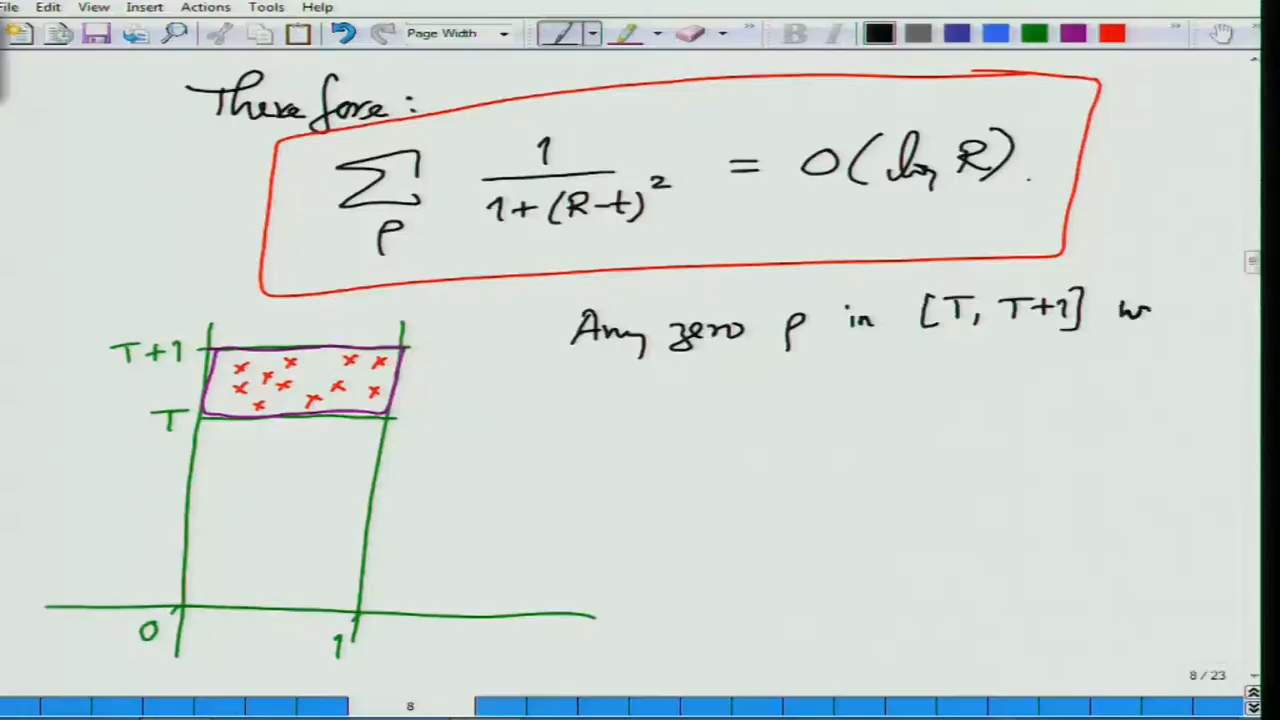 File Edit View Insert Actions Tools Help
Page Width
Therefore:
∑_ρ 1/(1+(R-t)²) = O(log R).
Any zero ρ in [T, T+1] w
T+1
T
0
1
8 / 23
8